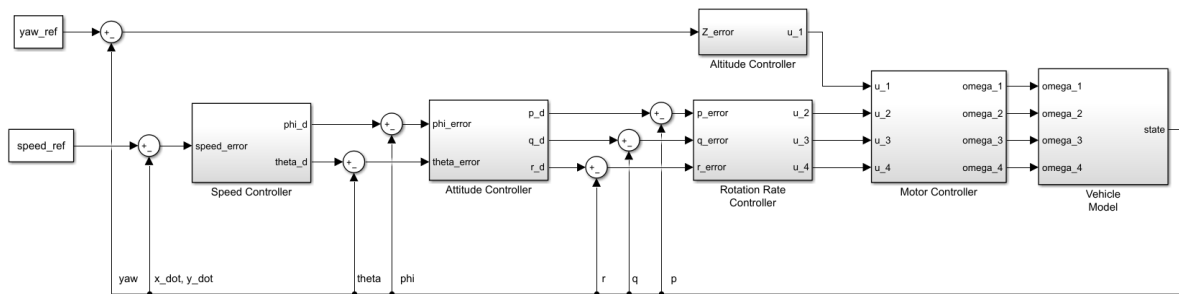 yaw_ref
+
_
Z_error
u_1
Altitude Controller
speed_ref
+
_
speed_error
phi_d
theta_d
Speed Controller
+
_
+
_
phi_error
theta_error
p_d
q_d
r_d
Attitude Controller
+
_
+
_
+
_
p_error
q_error
r_error
u_2
u_3
u_4
Rotation Rate
Controller
u_1
u_2
u_3
u_4
omega_1
omega_2
omega_3
omega_4
Motor Controller
omega_1
omega_2
omega_3
omega_4
state
Vehicle
Model
yaw
x_dot, y_dot
theta
phi
r
q
p